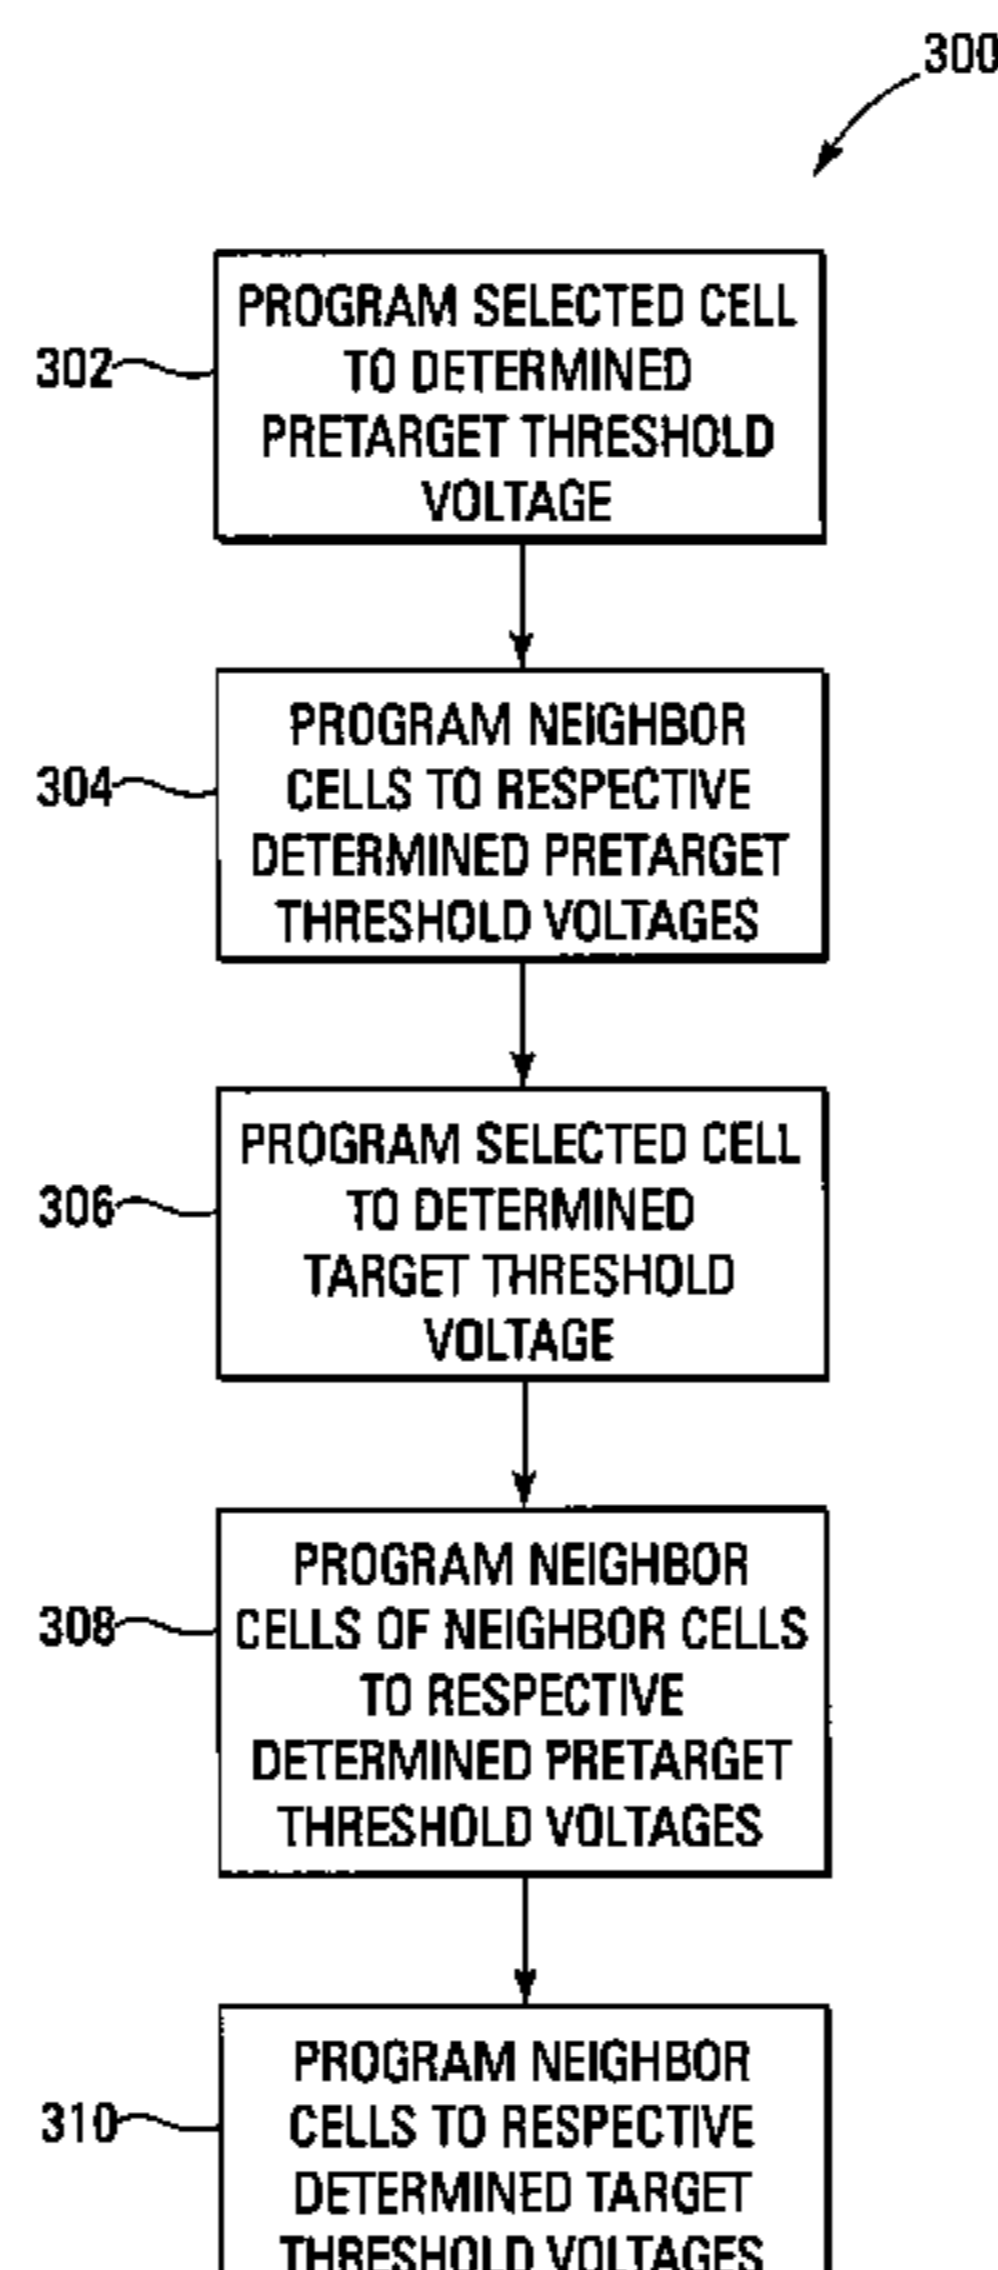 300
302
PROGRAM SELECTED CELL
TO DETERMINED
PRETARGET THRESHOLD
VOLTAGE
304
PROGRAM NEIGHBOR
CELLS TO RESPECTIVE
DETERMINED PRETARGET
THRESHOLD VOLTAGES
306
PROGRAM SELECTED CELL
TO DETERMINED
TARGET THRESHOLD
VOLTAGE
308
PROGRAM NEIGHBOR
CELLS OF NEIGHBOR CELLS
TO RESPECTIVE
DETERMINED PRETARGET
THRESHOLD VOLTAGES
310
PROGRAM NEIGHBOR
CELLS TO RESPECTIVE
DETERMINED TARGET
THRESHOLD VOLTAGES